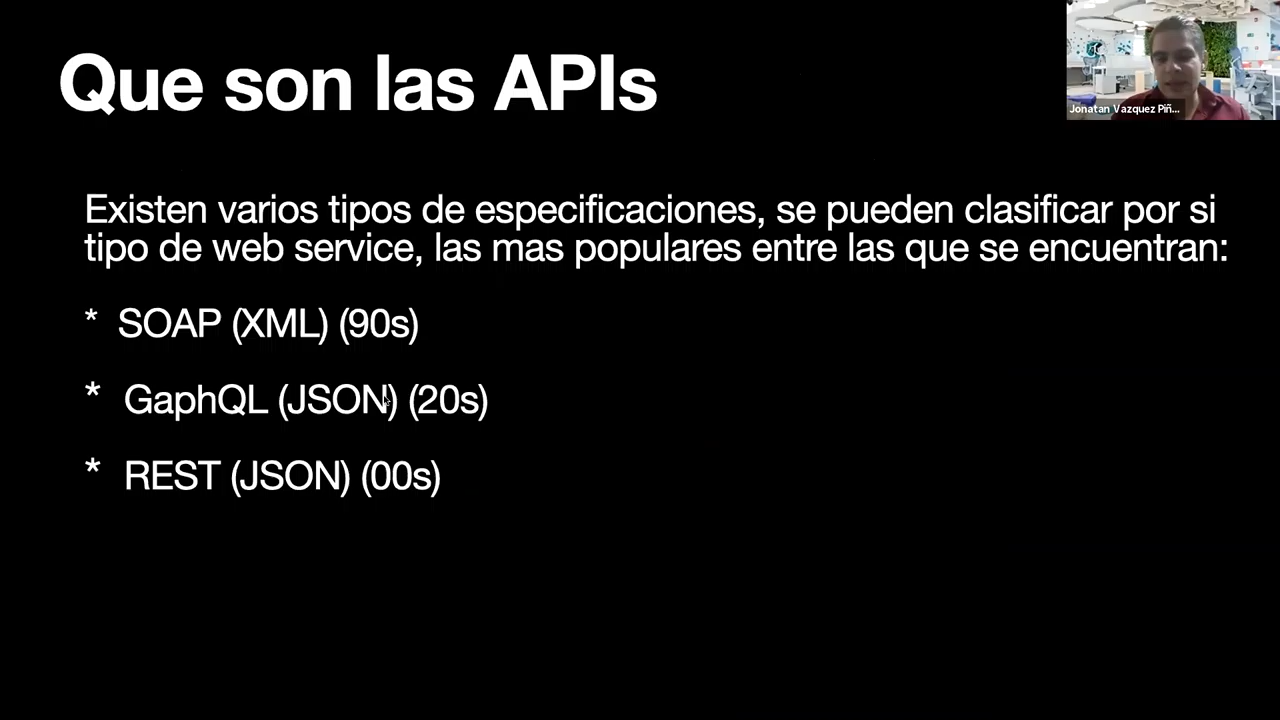 Que son las APIs
Jonatan Vazquez Piñ...
Existen varios tipos de especificaciones, se pueden clasificar por si
tipo de web service, las mas populares entre las que se encuentran:
* SOAP (XML) (90s)
* GaphQL (JSON) (20s)
* REST (JSON) (00s)